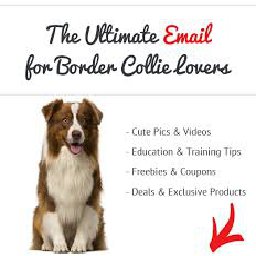 The Ultimate Email
for Border Collie Lovers
- Cute Pics & Videos
- Education & Training Tips
- Freebies & Coupons
- Deals & Exclusive Products